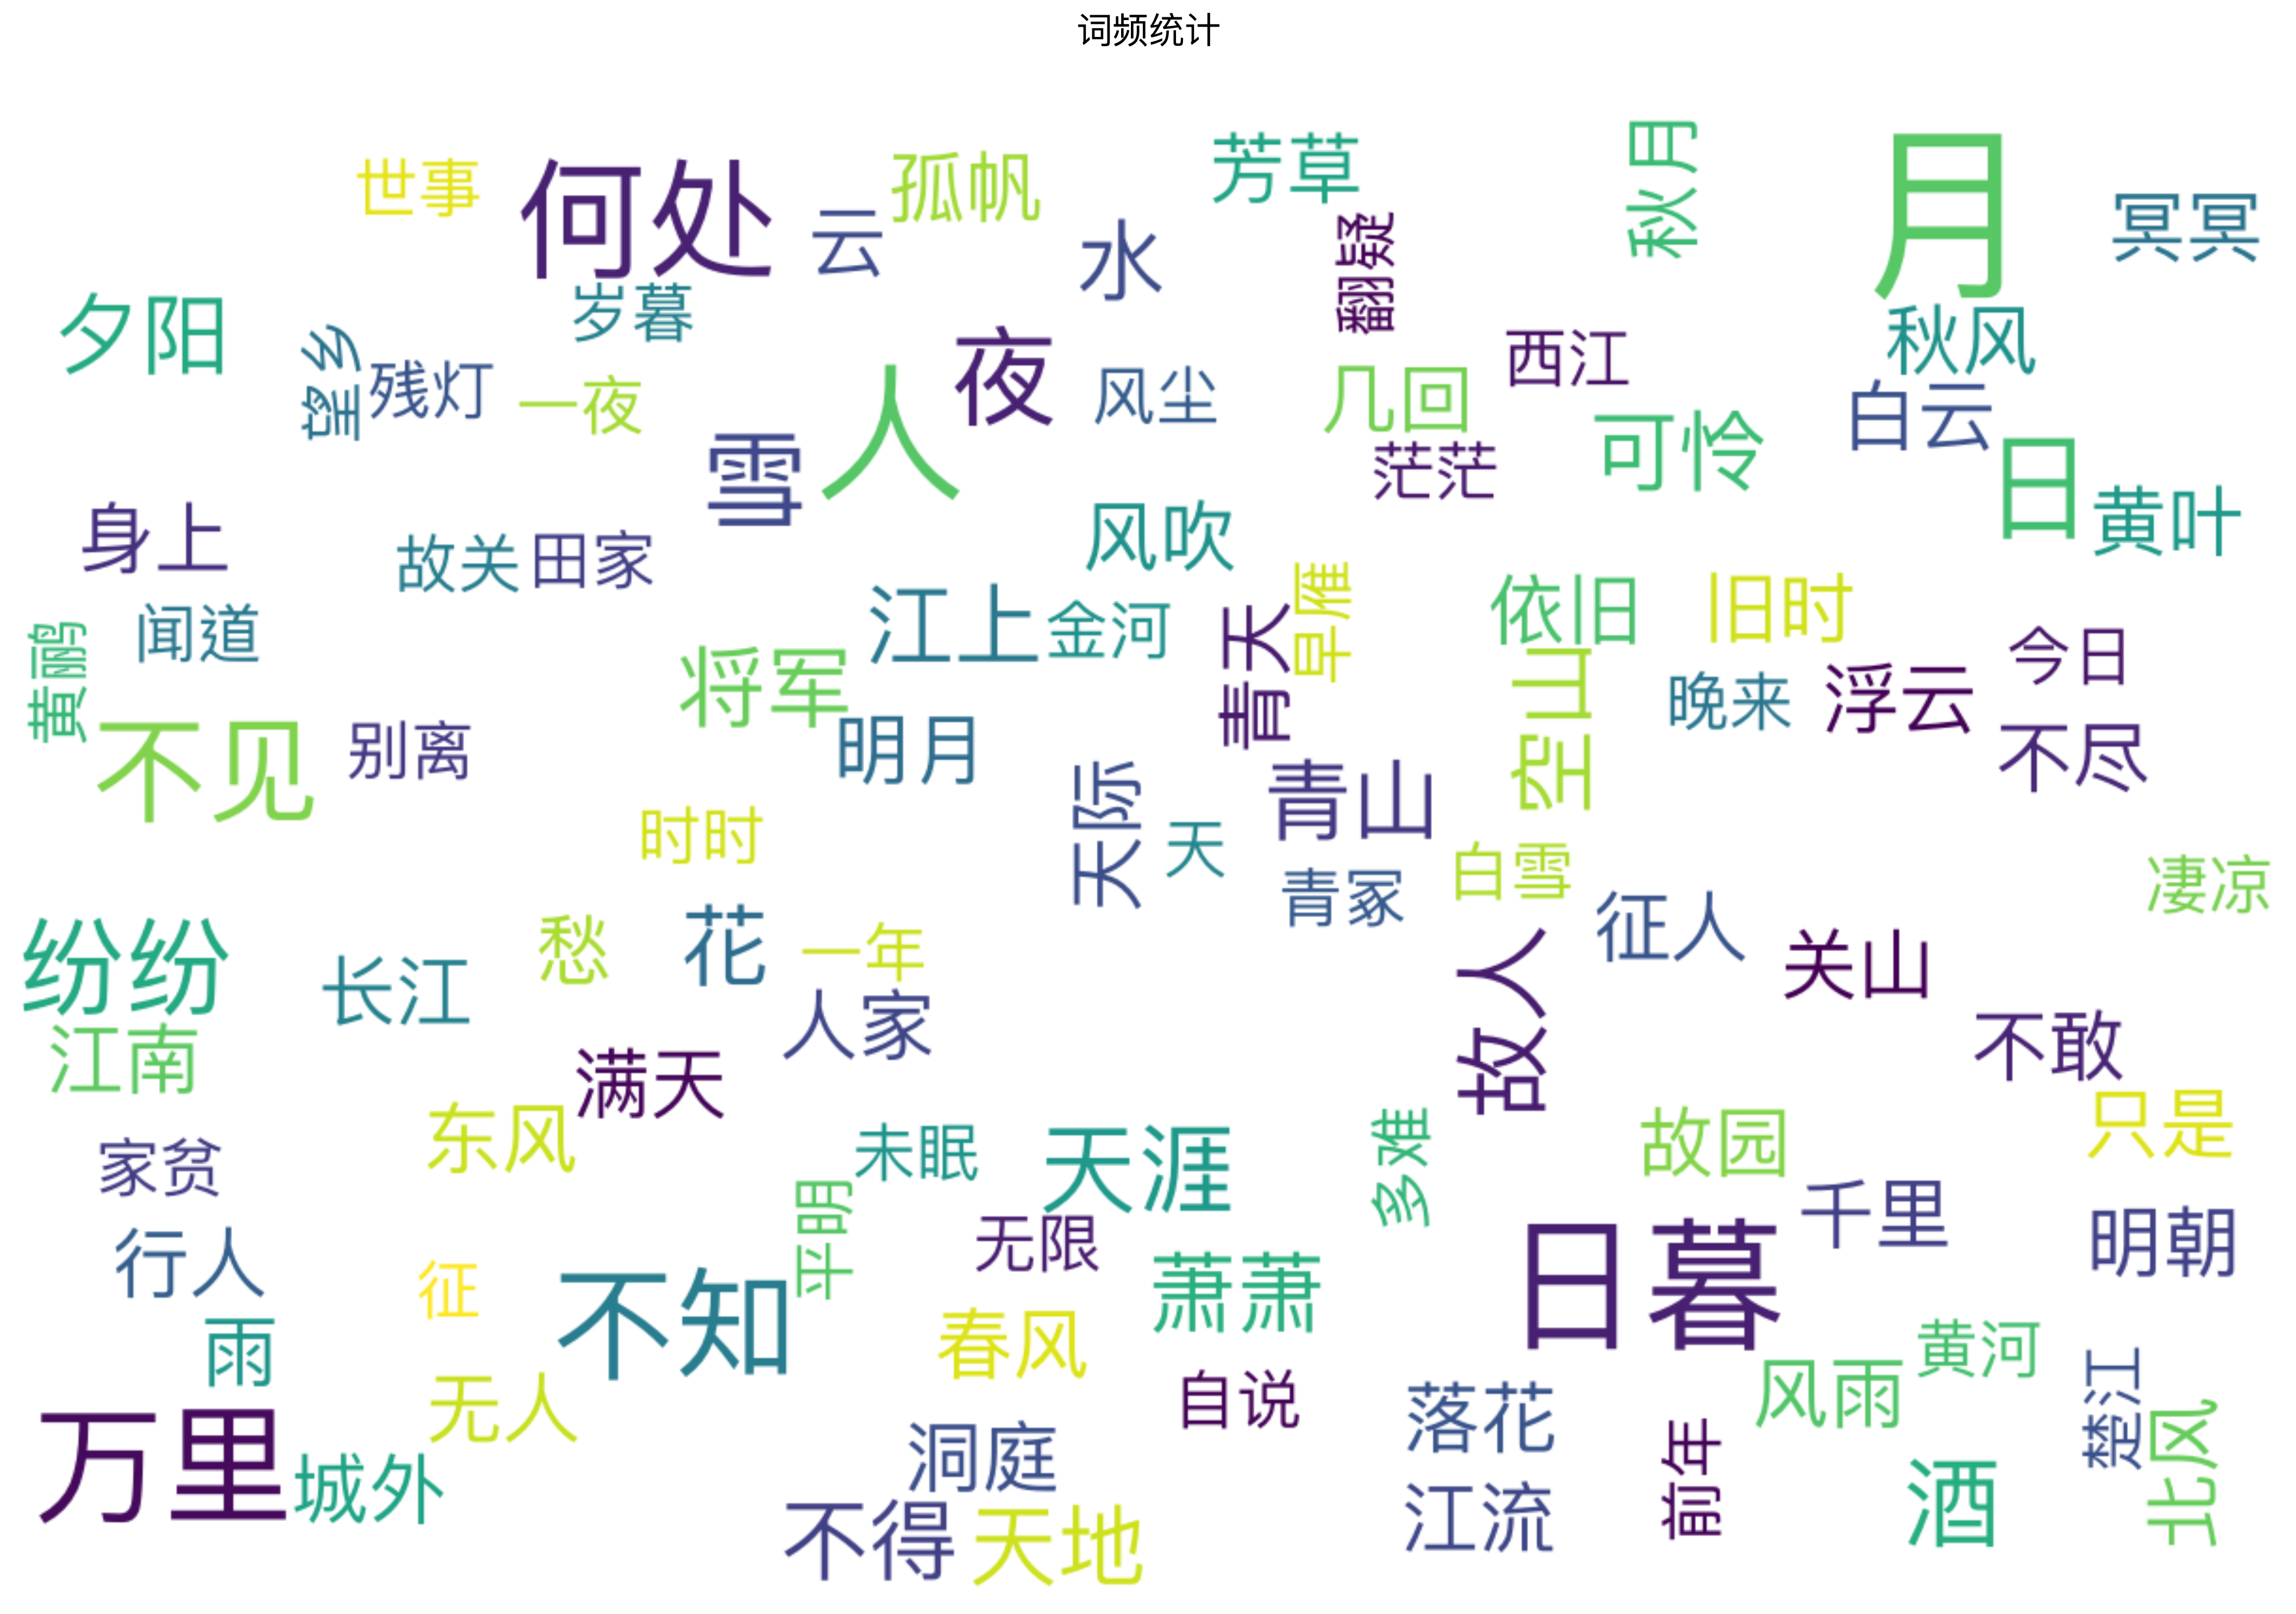 词频统计
世事
何处
孤帆
云
芳草
水
翻疑
秋月
月
冥冥
夕阳
岁暮
望乡
残灯
一夜
夜
人
雪
风尘
几回
西江
茫茫
可怜
秋风
白云
日
黄叶
身上
故关
田家
风吹
闻道
黄鹂
江上
金河
青天
早雁
依旧
旧时
今日
将军
明月
空山
晚来
浮云
不尽
不见
别离
时时
天际
天
青山
青冢
白雪
征人
凄凉
纷纷
长江
愁
花
一年
人家
故人
关山
江南
满天
不敢
东风
未眠
天涯
多难
故园
只是
家贫
平明
无限
千里
明朝
行人
征
不知
萧萧
日暮
雨
春风
黄河
风雨
楚江
无人
自说
落花
万里
城外
洞庭
前年
北风
酒
不得
天地
江流